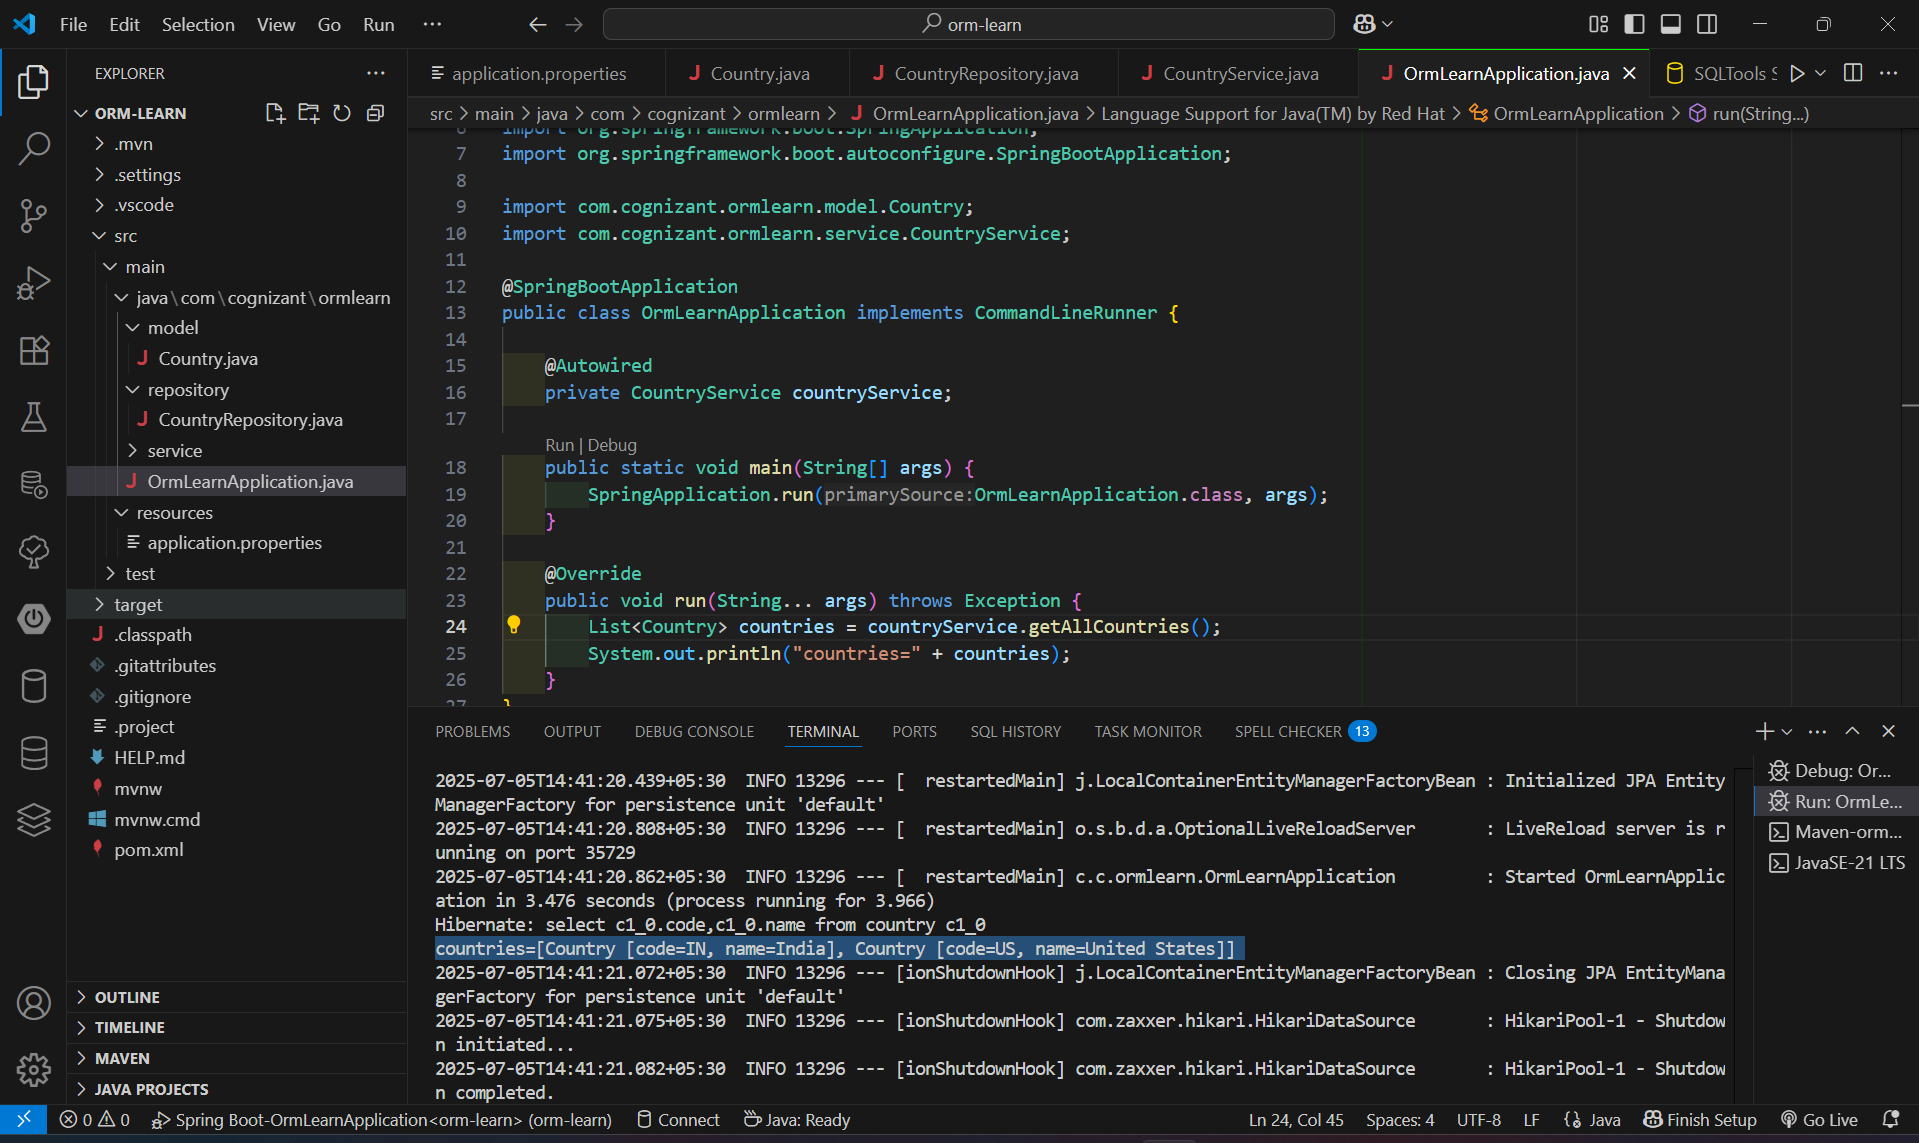 File Edit Selection View Go Run ··· orm-learn
EXPLORER ···
ORM-LEARN
.mvn
.settings
.vscode
src
main
java\com\cognizant\ormlearn
model
J Country.java
repository
J CountryRepository.java
service
J OrmLearnApplication.java
resources
application.properties
test
target
J .classpath
.gitattributes
.gitignore
.project
HELP.md
mvnw
mvnw.cmd
pom.xml
OUTLINE
TIMELINE
MAVEN
JAVA PROJECTS
application.properties J Country.java J CountryRepository.java J CountryService.java J OrmLearnApplication.java SQLTools S ···
src > main > java > com > cognizant > ormlearn > J OrmLearnApplication.java > Language Support for Java(TM) by Red Hat > OrmLearnApplication > run(String...)
6 import org.springframework.boot.SpringApplication;
7 import org.springframework.boot.autoconfigure.SpringBootApplication;
8
9 import com.cognizant.ormlearn.model.Country;
10 import com.cognizant.ormlearn.service.CountryService;
11
12 @SpringBootApplication
13 public class OrmLearnApplication implements CommandLineRunner {
14
15 @Autowired
16 private CountryService countryService;
17
Run | Debug
18 public static void main(String[] args) {
19 SpringApplication.run(primarySource:OrmLearnApplication.class, args);
20 }
21
22 @Override
23 public void run(String... args) throws Exception {
24 List<Country> countries = countryService.getAllCountries();
25 System.out.println("countries=" + countries);
26 }
27 }
PROBLEMS OUTPUT DEBUG CONSOLE TERMINAL PORTS SQL HISTORY TASK MONITOR SPELL CHECKER 13 ···
2025-07-05T14:41:20.439+05:30 INFO 13296 --- [ restartedMain] j.LocalContainerEntityManagerFactoryBean : Initialized JPA Entity
ManagerFactory for persistence unit 'default'
2025-07-05T14:41:20.808+05:30 INFO 13296 --- [ restartedMain] o.s.b.d.a.OptionalLiveReloadServer : LiveReload server is r
unning on port 35729
2025-07-05T14:41:20.862+05:30 INFO 13296 --- [ restartedMain] c.c.ormlearn.OrmLearnApplication : Started OrmLearnApplic
ation in 3.476 seconds (process running for 3.966)
Hibernate: select c1_0.code,c1_0.name from country c1_0
countries=[Country [code=IN, name=India], Country [code=US, name=United States]]
2025-07-05T14:41:21.072+05:30 INFO 13296 --- [ionShutdownHook] j.LocalContainerEntityManagerFactoryBean : Closing JPA EntityMana
gerFactory for persistence unit 'default'
2025-07-05T14:41:21.075+05:30 INFO 13296 --- [ionShutdownHook] com.zaxxer.hikari.HikariDataSource : HikariPool-1 - Shutdow
n initiated...
2025-07-05T14:41:21.082+05:30 INFO 13296 --- [ionShutdownHook] com.zaxxer.hikari.HikariDataSource : HikariPool-1 - Shutdow
n completed.
Debug: Or...
Run: OrmLe...
Maven-orm...
JavaSE-21 LTS
0 0 Spring Boot-OrmLearnApplication<orm-learn> (orm-learn) Connect Java: Ready Ln 24, Col 45 Spaces: 4 UTF-8 LF {} Java Finish Setup Go Live